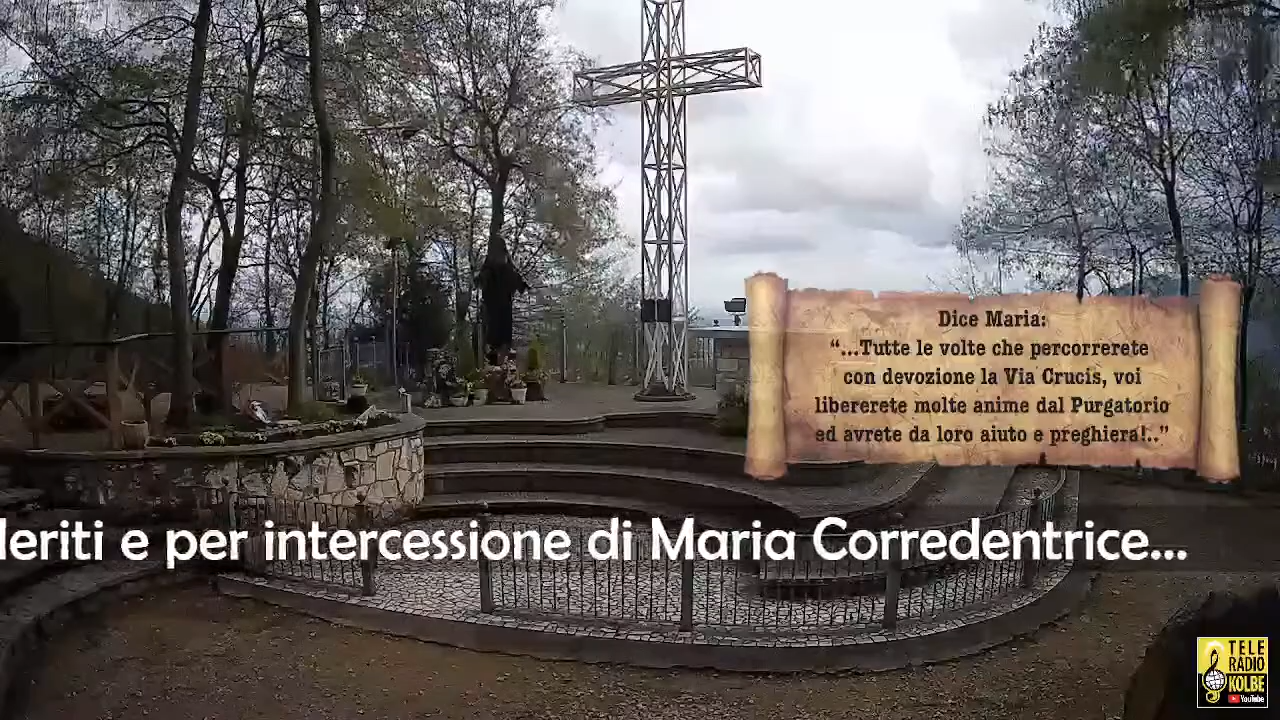 Dice Maria:
“...Tutte le volte che percorrerete
con devozione la Via Crucis, voi
libererete molte anime dal Purgatorio
ed avrete da loro aiuto e preghiera!..”
eriti e per intercessione di Maria Corredentrice...
TELE
RADIO
KOLBE
YouTube